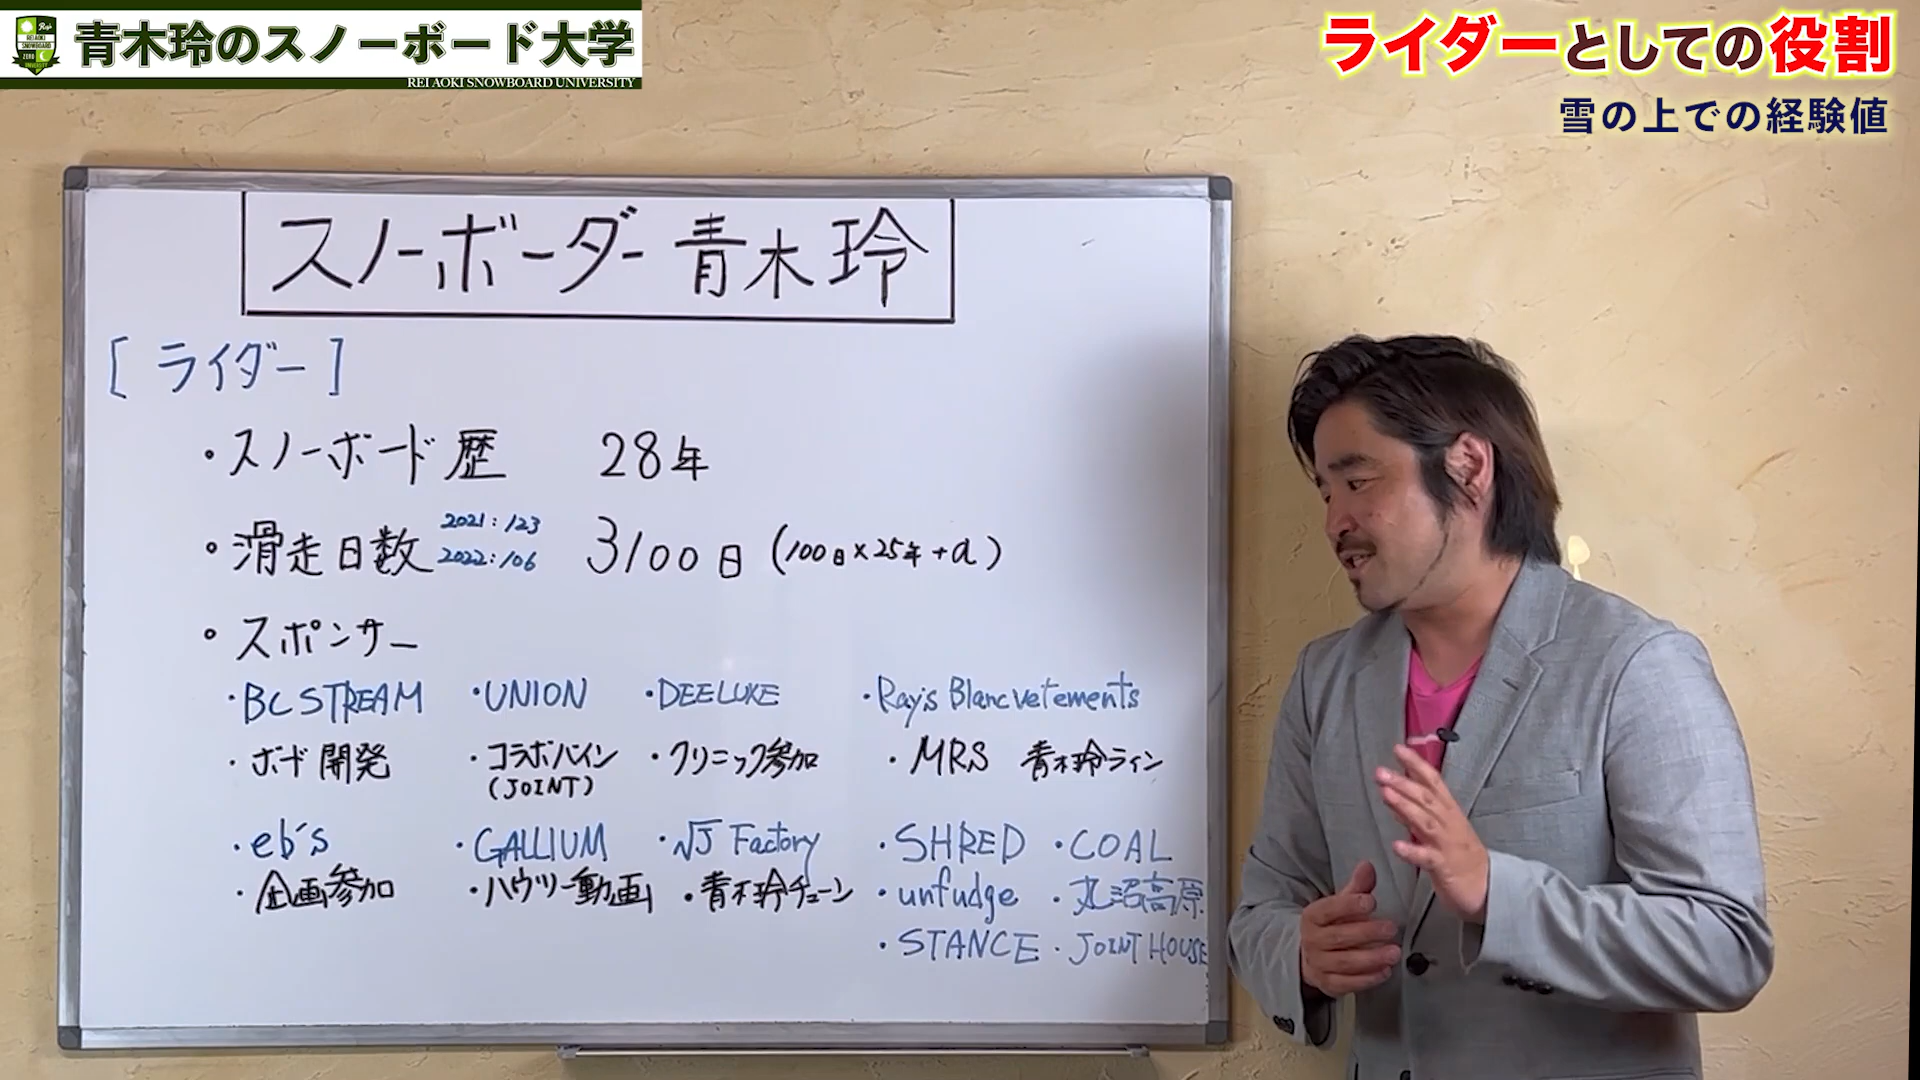 青木玲のスノーボード大学
REI AOKI SNOWBOARD UNIVERSITY
ライダーとしての役割
雪の上での経験値
スノーボーダー 青木玲
[ライダー]
・スノーボード歴 28年
・滑走日数 2021:123 2022:106 3100日 (100日×25年+α)
・スポンサー
・BC STREAM ・UNION ・DEELUXE ・Ray's Blanc vetements
・ボード開発 ・コラボバイン (JOINT) ・クリニック参加 ・MRS 青木玲ライン
・eb's ・GALLIUM ・√J Factory ・SHRED ・COAL
・企画参加 ・ハウツー動画 ・青木玲チューン ・unfudge ・丸沼高原
・STANCE ・JOINT HOUSE